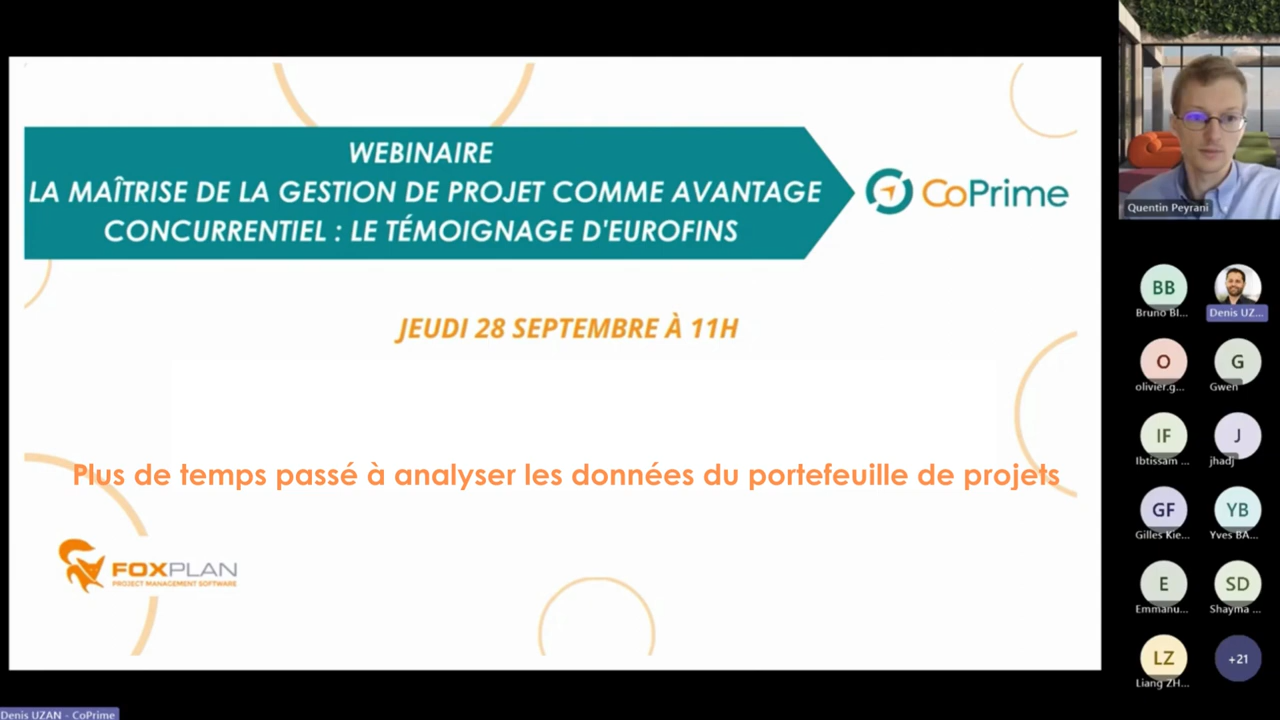 WEBINAIRE
LA MAÎTRISE DE LA GESTION DE PROJET COMME AVANTAGE
CONCURRENTIEL : LE TÉMOIGNAGE D'EUROFINS
CoPrime
JEUDI 28 SEPTEMBRE À 11H
Plus de temps passé à analyser les données du portefeuille de projets
FOXPLAN
PROJECT MANAGEMENT SOFTWARE
Quentin Peyrani
BB
Bruno BI...
Denis UZ...
O
olivier.g...
G
Gwen
IF
Ibtissam ...
J
jhadj
GF
Gilles Kie...
YB
Yves BA...
E
Emmanu...
SD
Shayma ...
LZ
Liang ZH...
+21
Denis UZAN - CoPrime